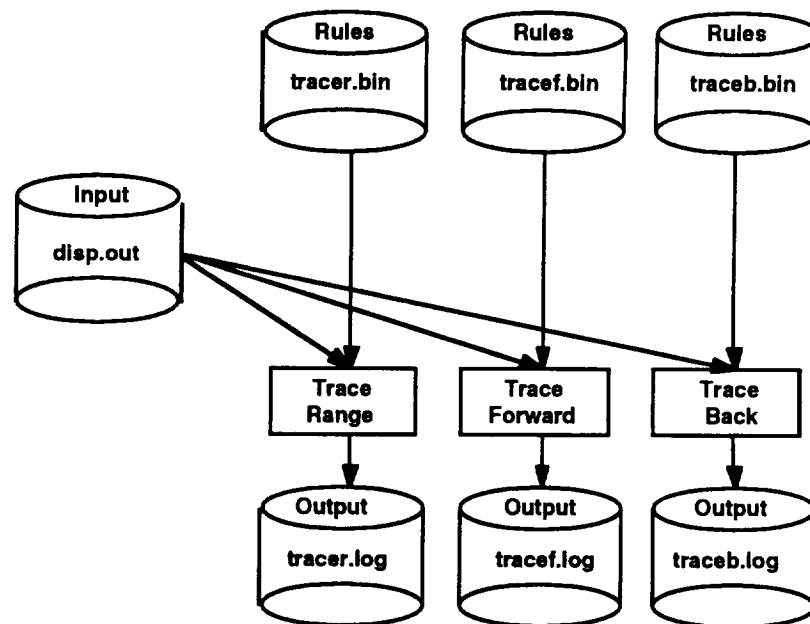 Rules
tracer.bin
Rules
tracef.bin
Rules
traceb.bin
Input
disp.out
Trace
Range
Trace
Forward
Trace
Back
Output
tracer.log
Output
tracef.log
Output
traceb.log